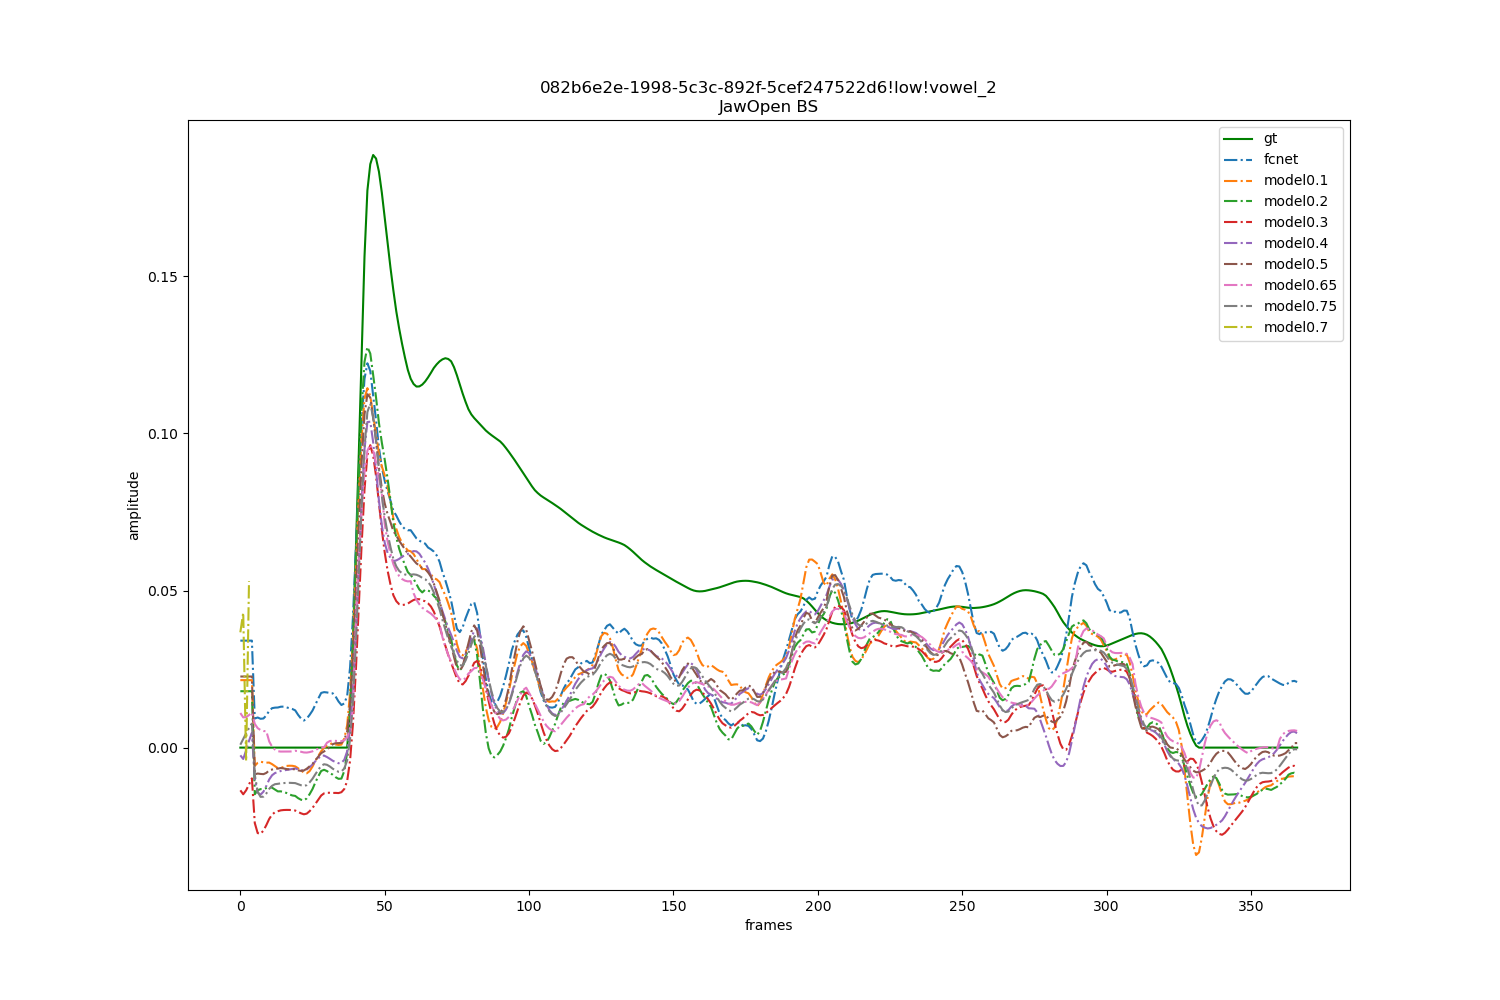 082b6e2e-1998-5c3c-892f-5cef247522d6!low!vowel_2
JawOpen BS
gt
fcnet
model0.1
model0.2
model0.3
model0.4
model0.5
model0.65
model0.75
model0.7
amplitude
0.15
0.10
0.05
0.00
0 50 100 150 200 250 300 350
frames